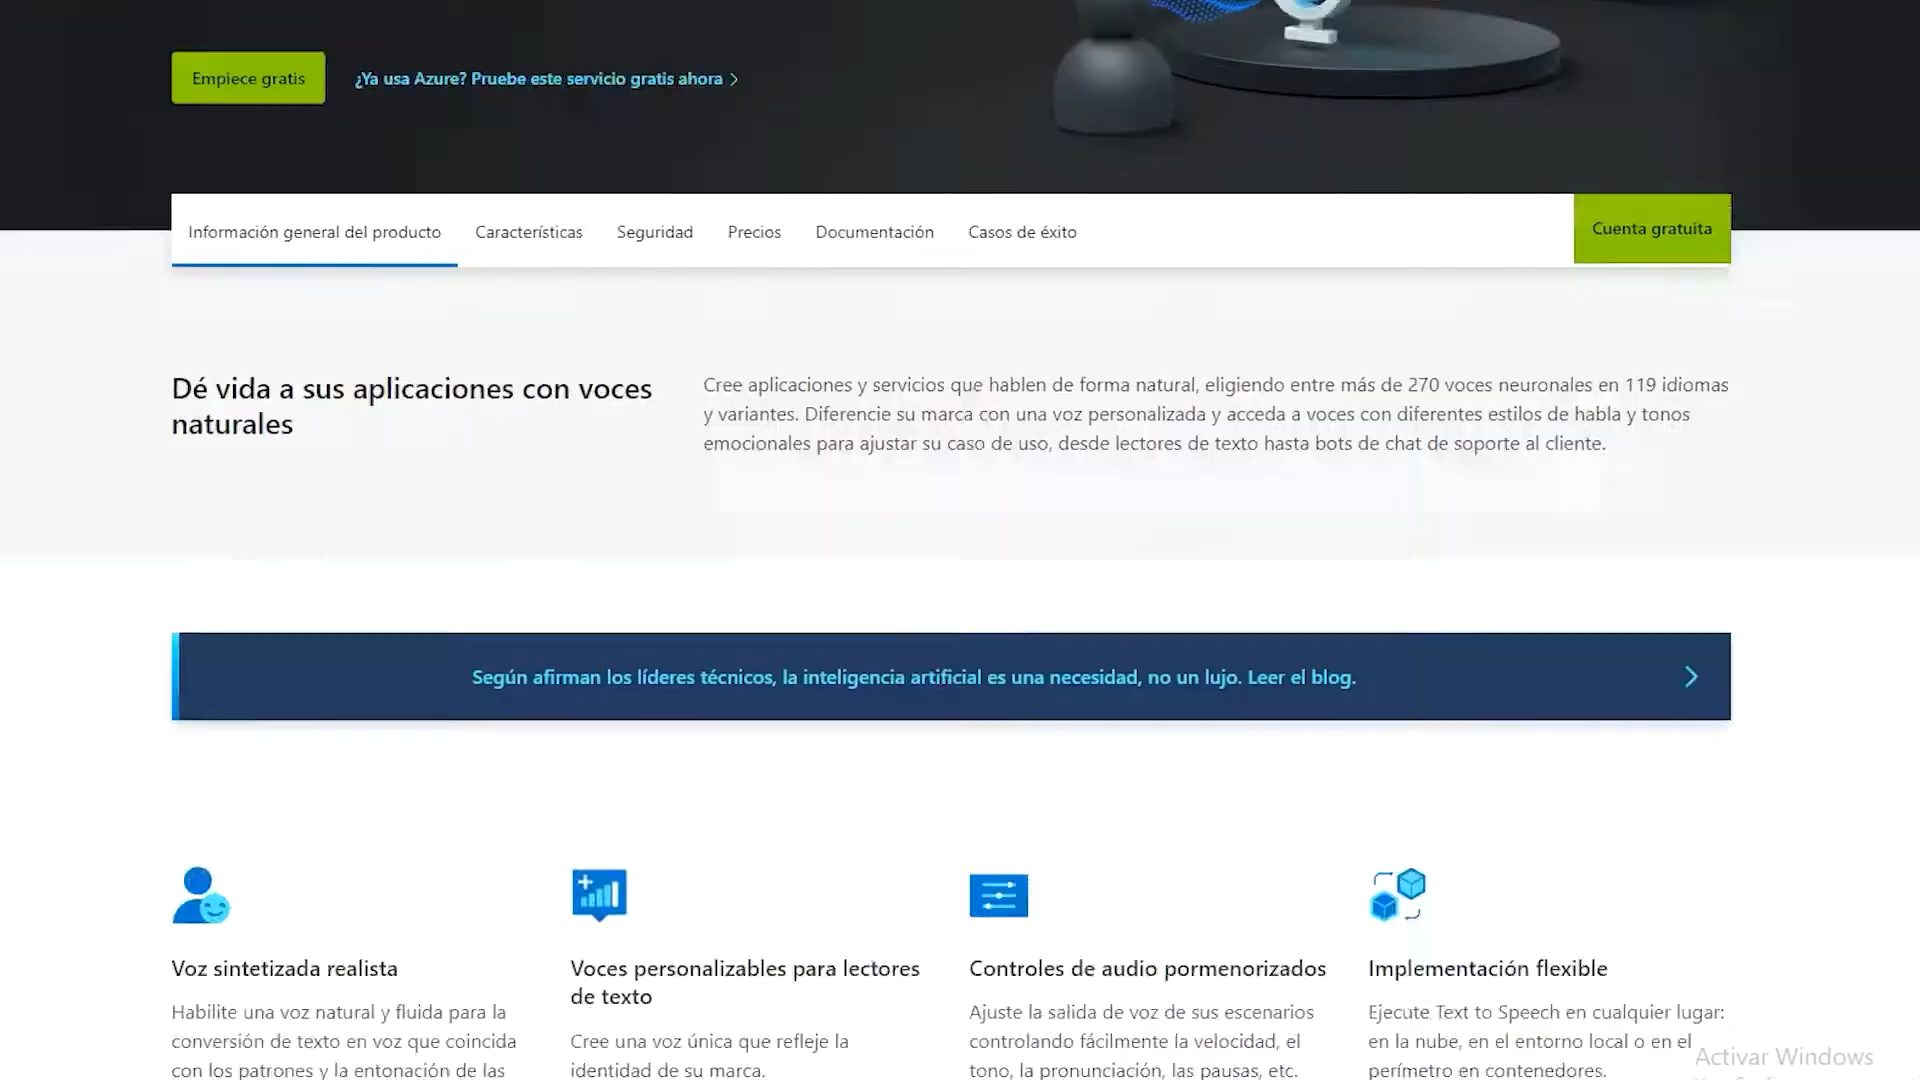 Empiece gratis
¿Ya usa Azure? Pruebe este servicio gratis ahora
Información general del producto
Características
Seguridad
Precios
Documentación
Casos de éxito
Cuenta gratuita
Dé vida a sus aplicaciones con voces
naturales
Cree aplicaciones y servicios que hablen de forma natural, eligiendo entre más de 270 voces neuronales en 119 idiomas
y variantes. Diferencie su marca con una voz personalizada y acceda a voces con diferentes estilos de habla y tonos
emocionales para ajustar su caso de uso, desde lectores de texto hasta bots de chat de soporte al cliente.
Según afirman los líderes técnicos, la inteligencia artificial es una necesidad, no un lujo. Leer el blog.
Voz sintetizada realista
Habilite una voz natural y fluida para la
conversión de texto en voz que coincida
con los patrones y la entonación de las
Voces personalizables para lectores
de texto
Cree una voz única que refleje la
identidad de su marca.
Controles de audio pormenorizados
Ajuste la salida de voz de sus escenarios
controlando fácilmente la velocidad, el
tono, la pronunciación, las pausas, etc.
Implementación flexible
Ejecute Text to Speech en cualquier lugar:
en la nube, en el entorno local o en el
perímetro en contenedores.
Activar Windows